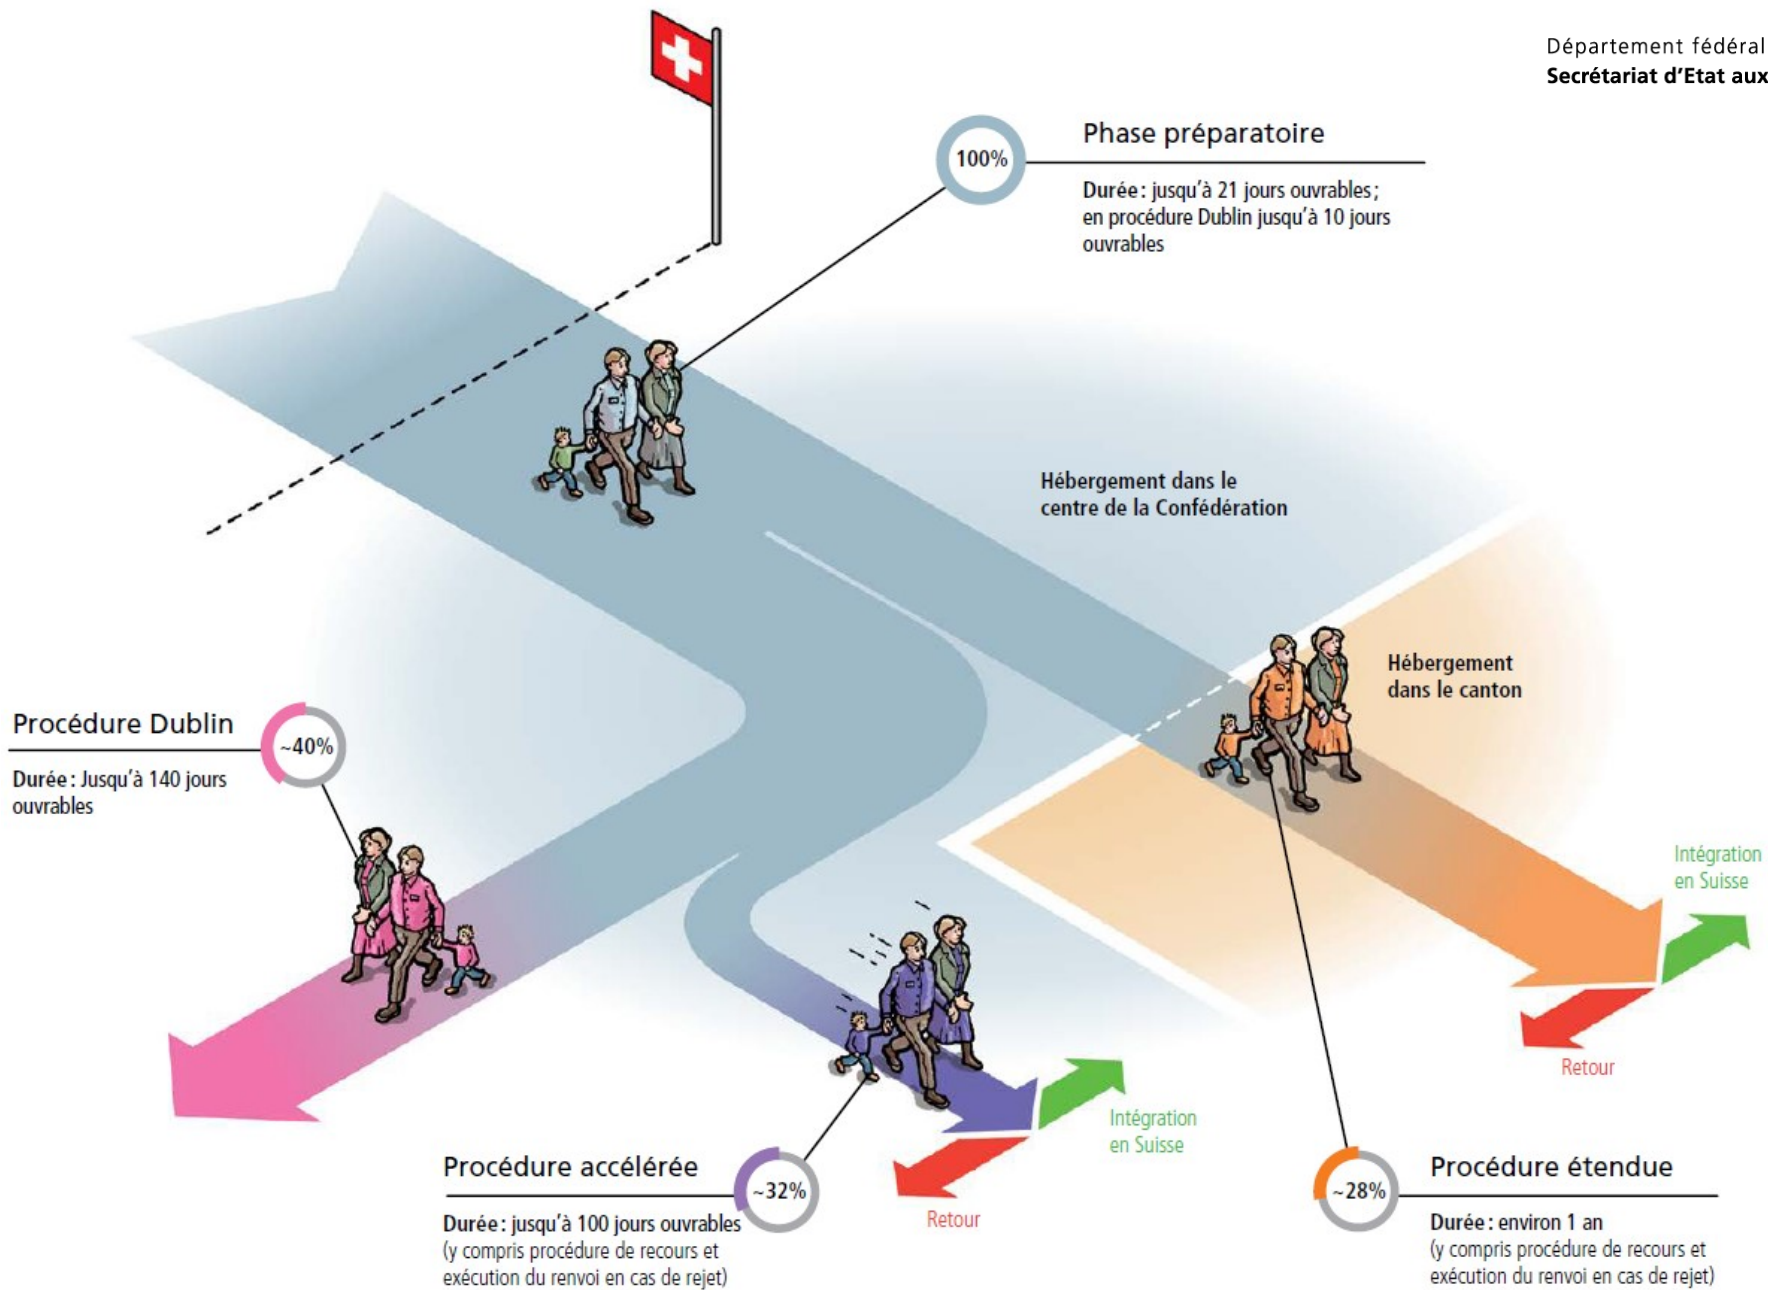 Département fédéral
Secrétariat d'Etat aux
100%
Phase préparatoire
Durée : jusqu'à 21 jours ouvrables ;
en procédure Dublin jusqu'à 10 jours
ouvrables
Hébergement dans le
centre de la Confédération
Hébergement
dans le canton
Procédure Dublin
~40%
Durée : Jusqu'à 140 jours
ouvrables
Intégration
en Suisse
Retour
Intégration
en Suisse
Retour
Procédure accélérée
~32%
Durée : jusqu'à 100 jours ouvrables
(y compris procédure de recours et
exécution du renvoi en cas de rejet)
~28%
Procédure étendue
Durée : environ 1 an
(y compris procédure de recours et
exécution du renvoi en cas de rejet)